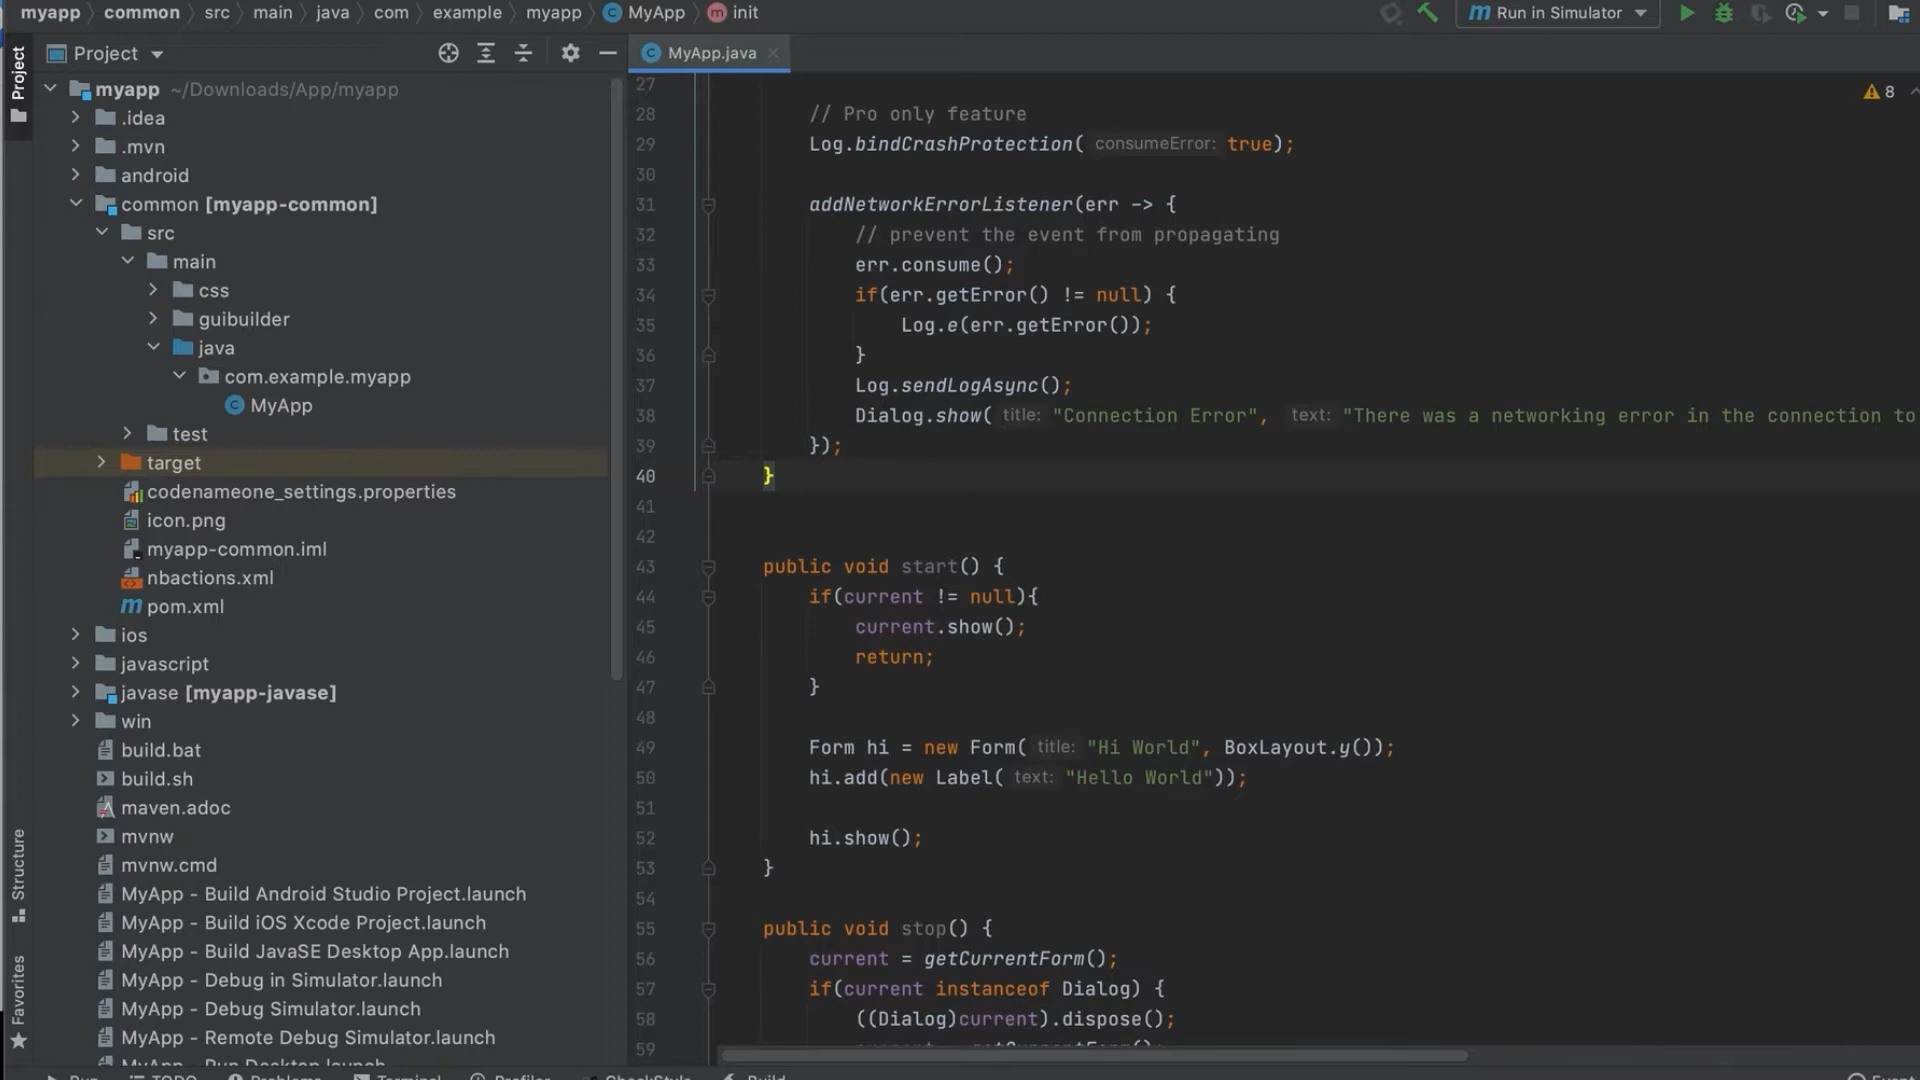 myapp common src main java com example myapp MyApp init
Run in Simulator
Project
Project
MyApp.java
8
myapp ~/Downloads/App/myapp
.idea
.mvn
android
common [myapp-common]
src
main
css
guibuilder
java
com.example.myapp
MyApp
test
target
codenameone_settings.properties
icon.png
myapp-common.iml
nbactions.xml
pom.xml
ios
javascript
javase [myapp-javase]
win
build.bat
build.sh
maven.adoc
mvnw
mvnw.cmd
MyApp - Build Android Studio Project.launch
MyApp - Build iOS Xcode Project.launch
MyApp - Build JavaSE Desktop App.launch
MyApp - Debug in Simulator.launch
MyApp - Debug Simulator.launch
MyApp - Remote Debug Simulator.launch
MyApp - Run Desktop.launch
Structure
Favorites
27
28 // Pro only feature
29 Log.bindCrashProtection( consumeError: true);
30
31 addNetworkErrorListener(err -> {
32 // prevent the event from propagating
33 err.consume();
34 if(err.getError() != null) {
35 Log.e(err.getError());
36 }
37 Log.sendLogAsync();
38 Dialog.show( title: "Connection Error", text: "There was a networking error in the connection to
39 });
40 }
41
42
43 public void start() {
44 if(current != null){
45 current.show();
46 return;
47 }
48
49 Form hi = new Form( title: "Hi World", BoxLayout.y());
50 hi.add(new Label( text: "Hello World"));
51
52 hi.show();
53 }
54
55 public void stop() {
56 current = getCurrentForm();
57 if(current instanceof Dialog) {
58 ((Dialog)current).dispose();
59 current = getCurrentForm();
Run TODO Problems Terminal Profiler CheckStyle Build Event